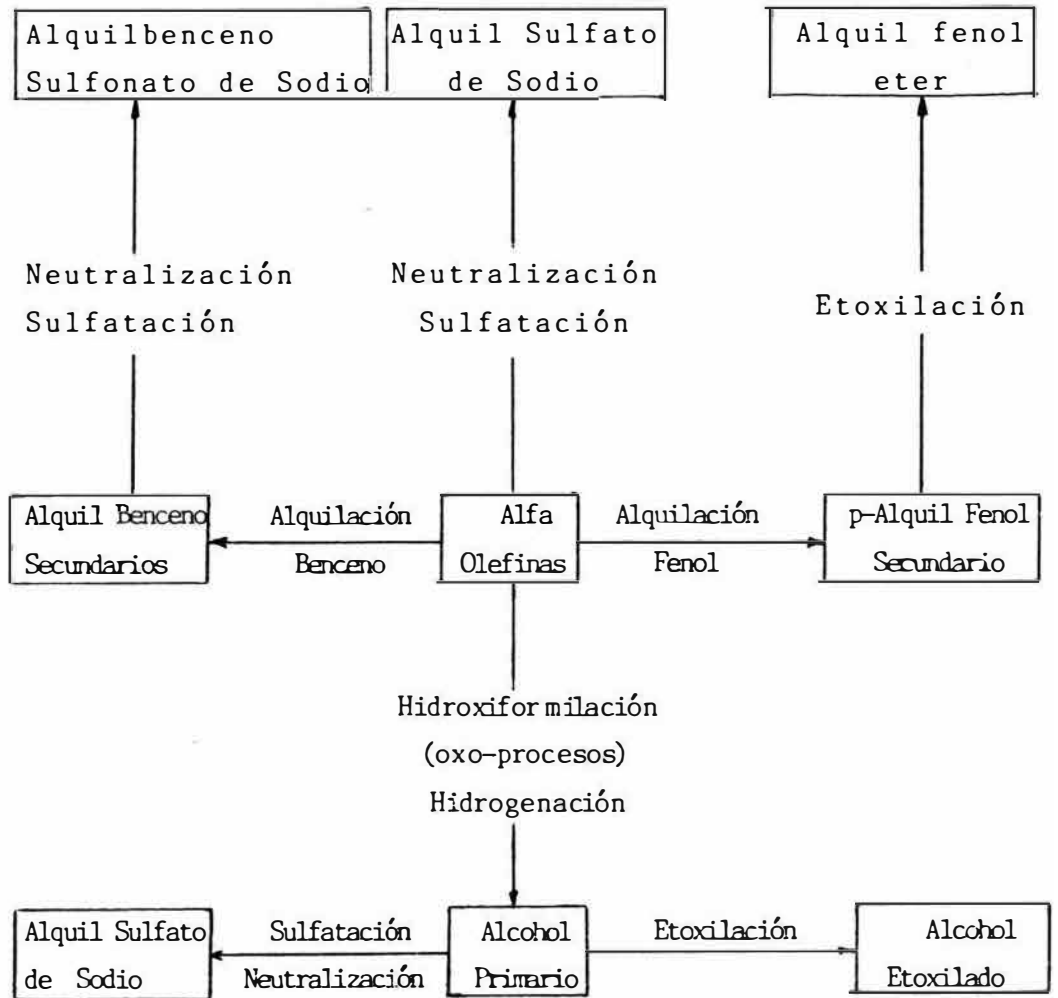 Alquilbenceno
Sulfonato de Sodio
Alquil Sulfato
de Sodio
Alquil fenol
eter
Neutralización
Sulfatación
Neutralización
Sulfatación
Etoxilación
Alquil Benceno
Secundarios
Alquilación
Benceno
Alfa
Olefinas
Alquilación
Fenol
p-Alquil Fenol
Secundario
Hidroxiformilación
(oxo-procesos)
Hidrogenación
Alquil Sulfato
de Sodio
Sulfatación
Neutralización
Alcohol
Primario
Etoxilación
Alcohol
Etoxilado